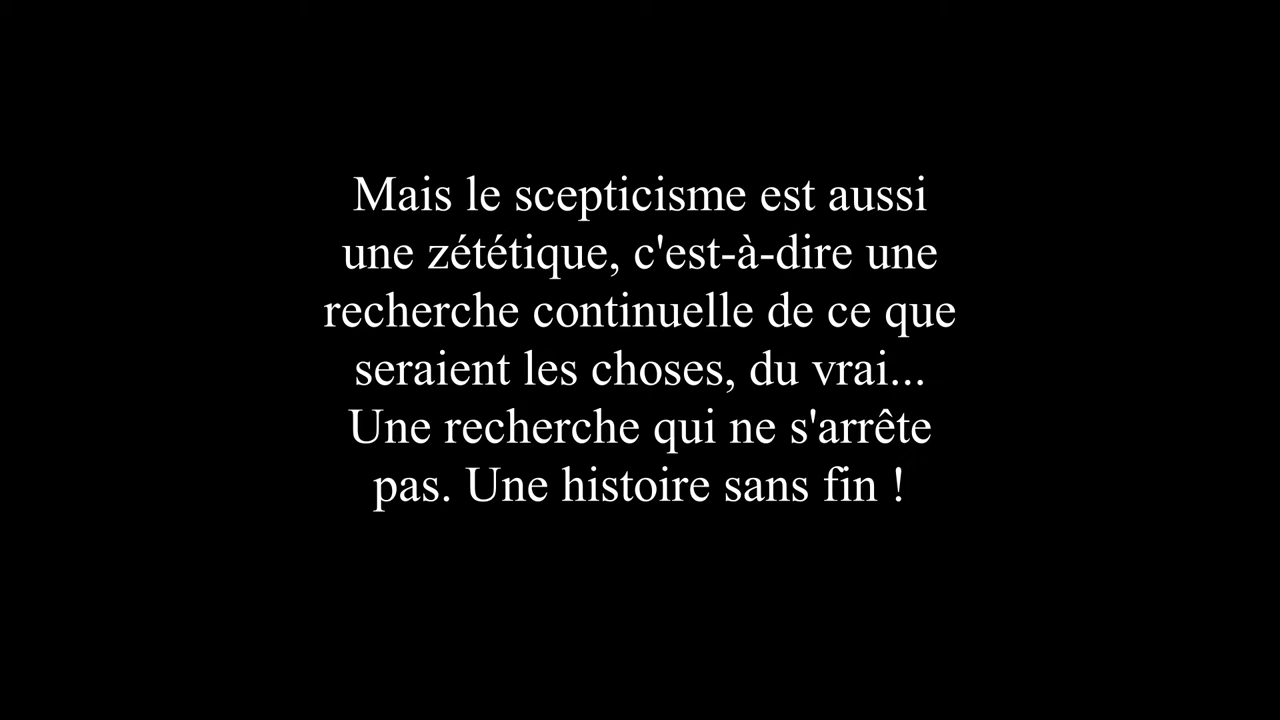 Mais le scepticisme est aussi
une zététique, c'est-à-dire une
recherche continuelle de ce que
seraient les choses, du vrai...
Une recherche qui ne s'arrête
pas. Une histoire sans fin !